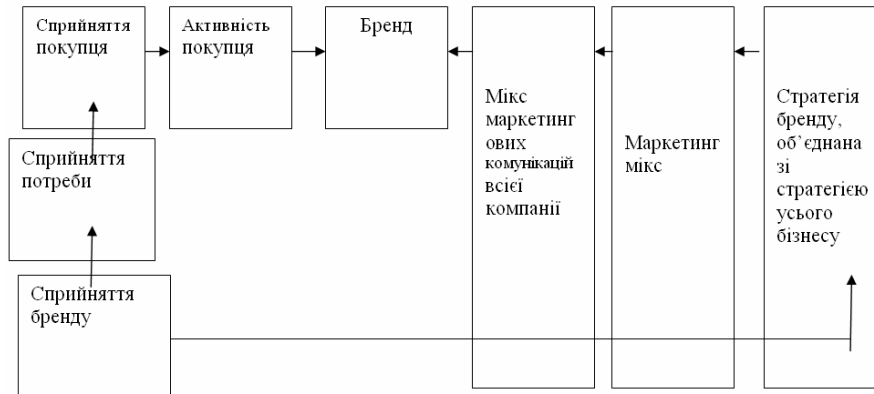 Сприйняття
покупця
Активність
покупця
Бренд
Мікс
маркетинг
ових
комунікацій
всієї
компанії
Маркетинг
мікс
Стратегія
бренду,
об’єднана
зі
стратегією
усього
бізнесу
Сприйняття
потреби
Сприйняття
бренду